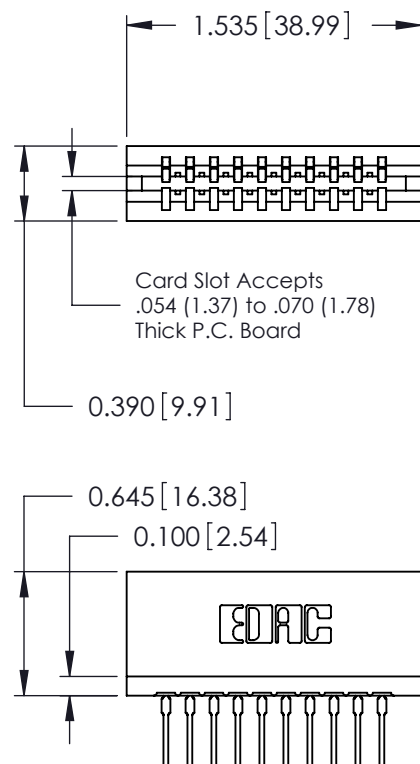 1.535 [38.99]
Card Slot Accepts
.054 (1.37) to .070 (1.78)
Thick P.C. Board
0.390 [9.91]
0.645 [16.38]
0.100 [2.54]
EDAC